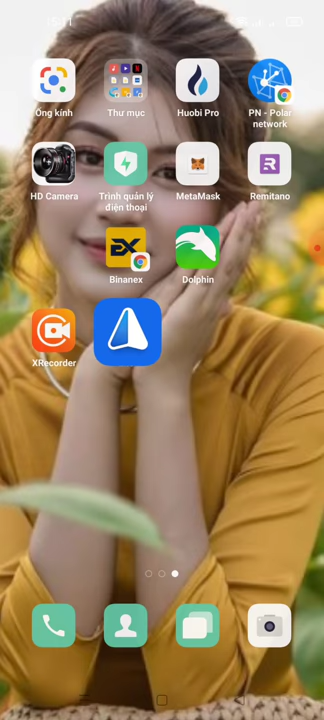 Ống kính
Thư mục
Huobi Pro
PN - Polar
network
HD Camera
Trình quản lý
điện thoại
MetaMask
Remitano
EX
Binanex
Dolphin
XRecorder